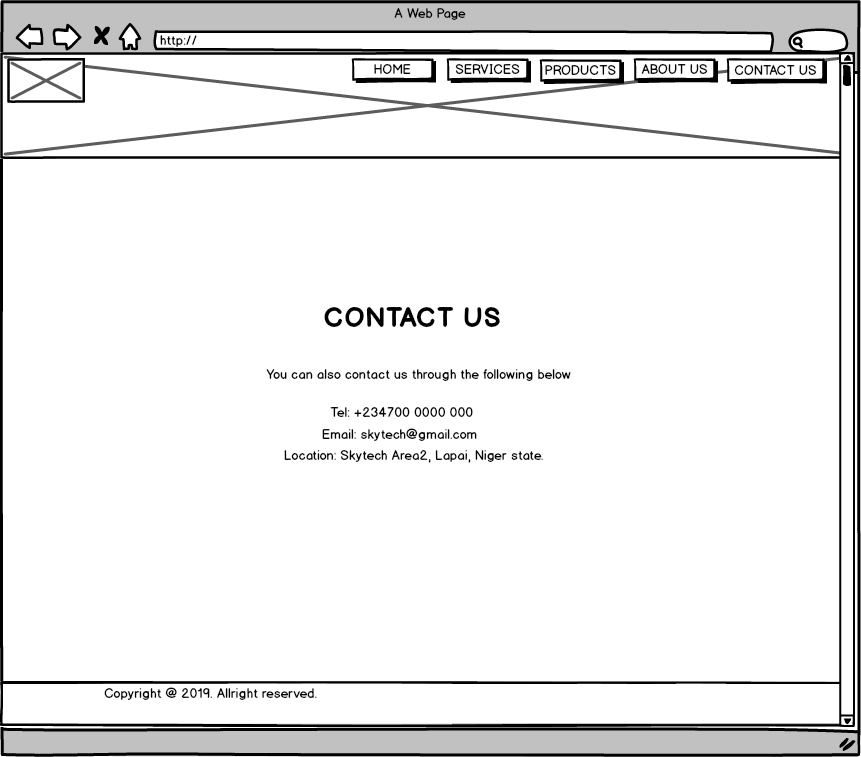 A Web Page
http://
HOME SERVICES PRODUCTS ABOUT US CONTACT US
CONTACT US
You can also contact us through the following below
Tel: +234700 0000 000
Email: skytech@gmail.com
Location: Skytech Area2, Lapai, Niger state.
Copyright @ 2019. Allright reserved.